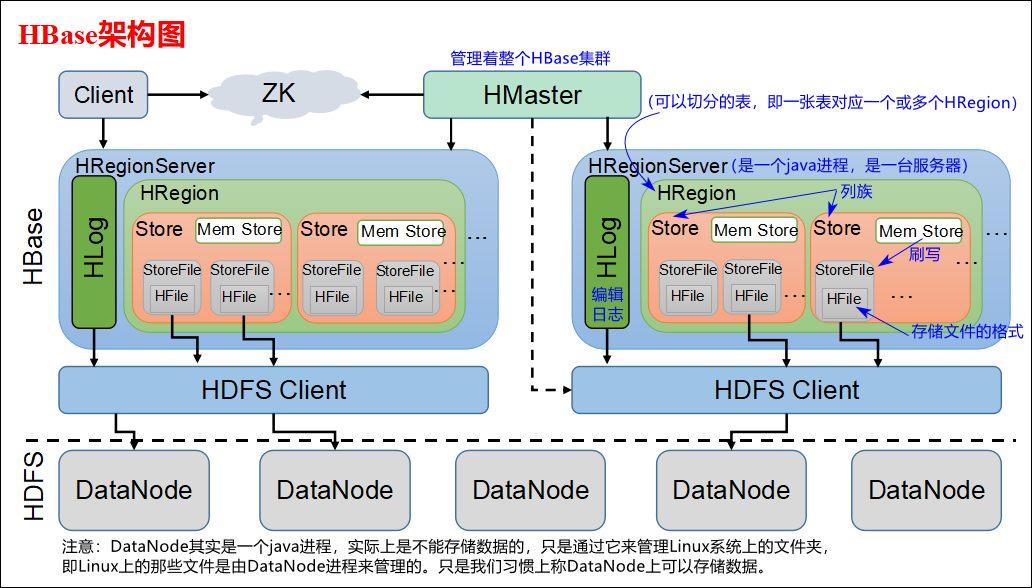 HBase架构图
管理着整个HBase集群
Client
ZK
HMaster
(可以切分的表，即一张表对应一个或多个HRegion)
HBase
HRegionServer
HLog
HRegion
Store
Mem Store
StoreFile
HFile
StoreFile
HFile
...
Store
Mem Store
StoreFile
HFile
StoreFile
HFile
...
...
...
HRegionServer
(是一个java进程，是一台服务器)
HLog
编辑
日志
HRegion
列族
Store
Mem Store
StoreFile
HFile
StoreFile
HFile
...
Store
Mem Store
刷写
StoreFile
HFile
...
...
...
存储文件的格式
HDFS Client
HDFS Client
HDFS
DataNode
DataNode
DataNode
DataNode
DataNode
注意：DataNode其实是一个java进程，实际上是不能存储数据的，只是通过它来管理Linux系统上的文件夹，
即Linux上的那些文件是由DataNode进程来管理的。只是我们习惯上称DataNode上可以存储数据。